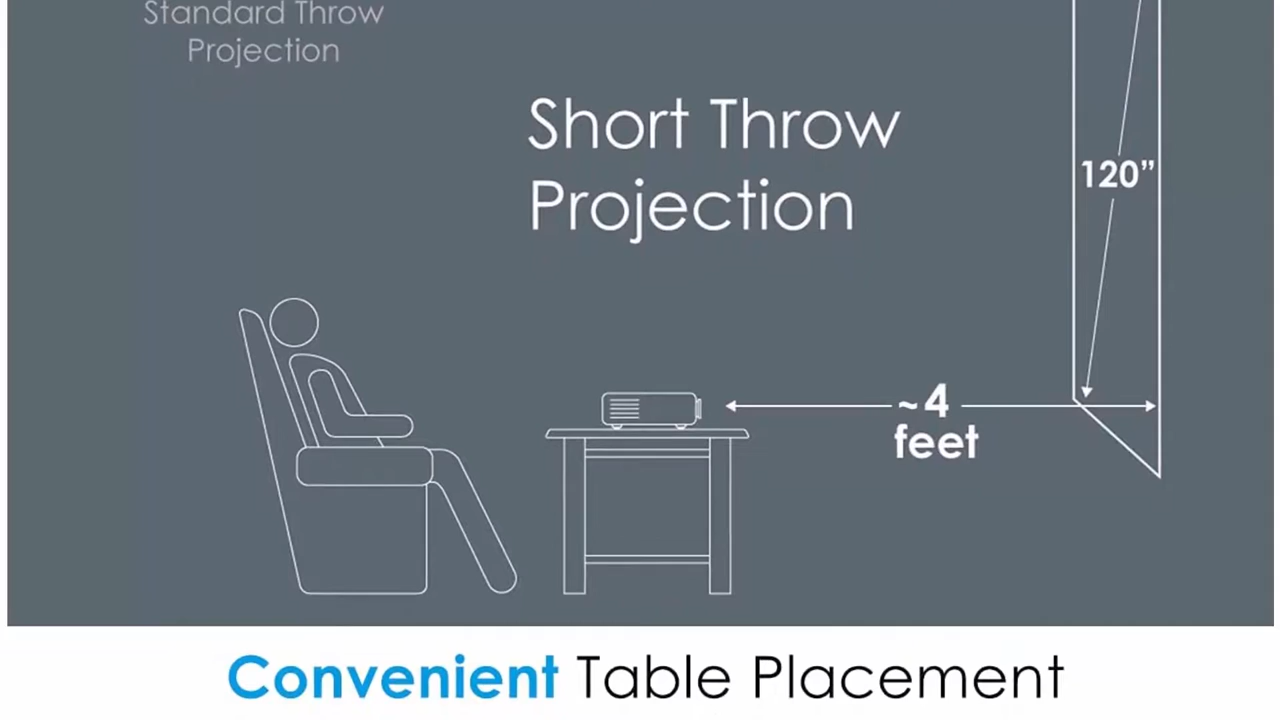 Standard Throw
Projection
Short Throw
Projection
120”
~4
feet
Convenient Table Placement